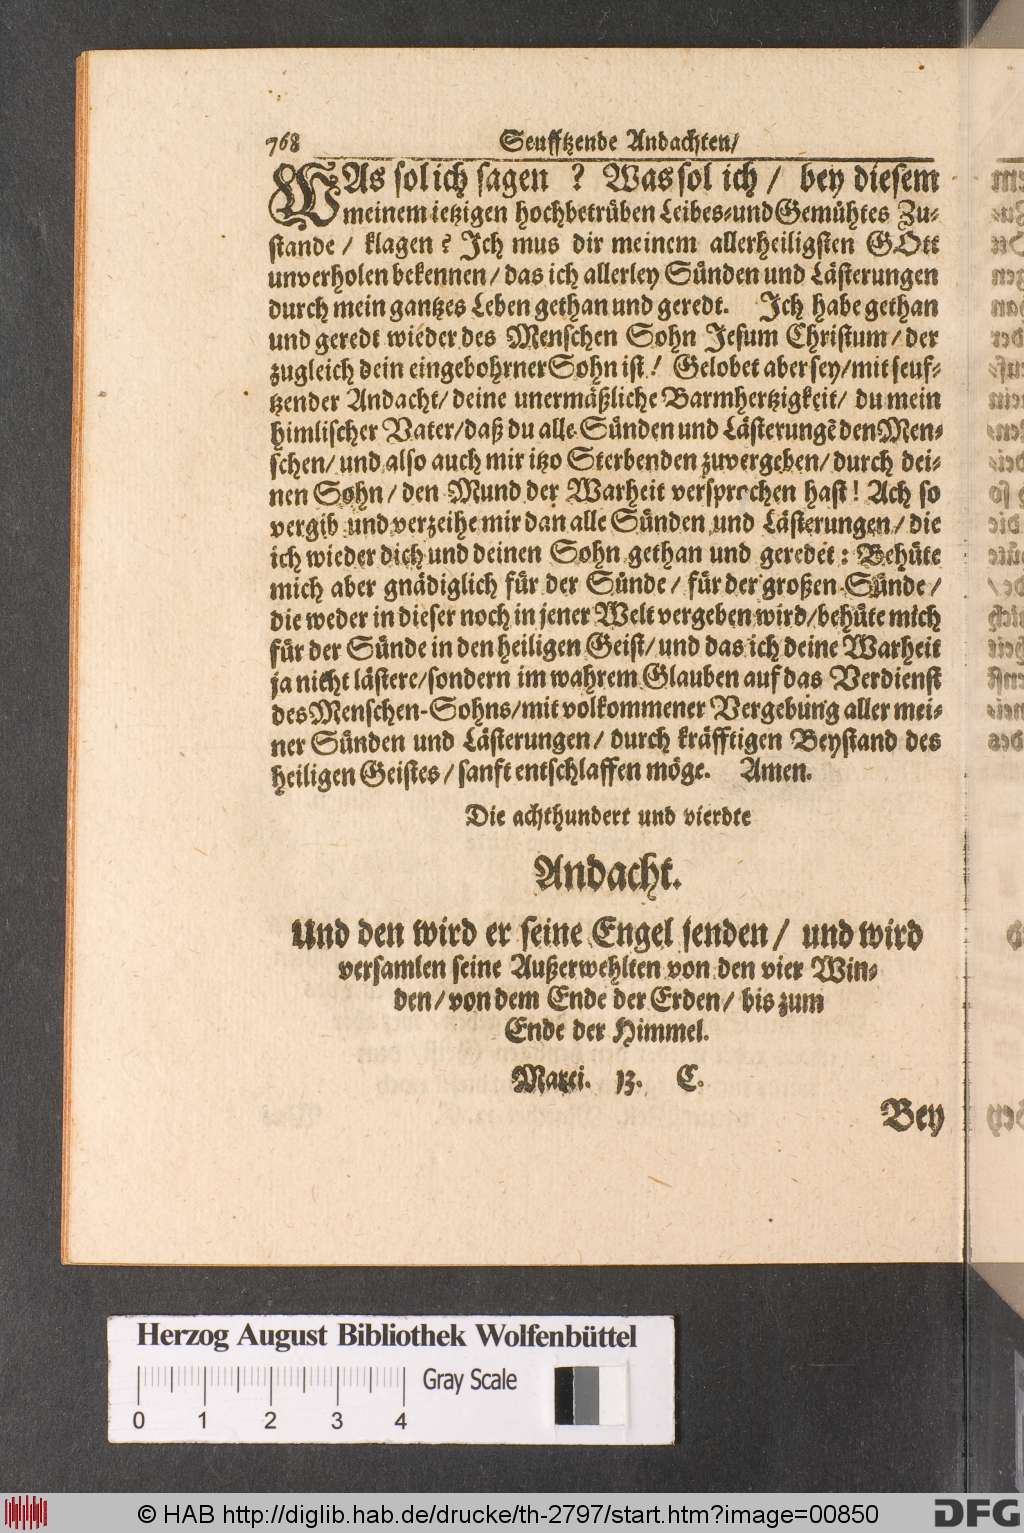 768 Seufftzende Andachten/
WAs sol ich sagen ? Was sol ich / bey diesem
meinem ietzigen hochbetrüben Leibes-und Gemühtes Zu-
stande / klagen ? Ich mus dir meinem allerheiligsten GOtt
unverholen bekennen / das ich allerley Sünden und Lästerungen
durch mein gantzes Leben gethan und geredt. Ich habe gethan
und geredt wieder des Menschen Sohn Jesum Christum / der
zugleich dein eingebohrner Sohn ist ! Gelobet aber sey / mit seuf-
tzender Andacht / deine unermäßliche Barmhertzigkeit / du mein
himlischer Vater / daß du alle Sünden und Lästerungẽ den Men-
schen / und also auch mir itzo Sterbenden zuvergeben / durch dei-
nen Sohn / den Mund der Warheit versprochen hast ! Ach so
vergib und verzeihe mir dan alle Sünden und Lästerungen / die
ich wieder dich und deinen Sohn gethan und geredet : Behüte
mich aber gnädiglich für der Sünde / für der großen Sünde /
die weder in dieser noch in jener Welt vergeben wird / behüte mich
für der Sünde in den heiligen Geist / und das ich deine Warheit
ja nicht lästere / sondern im wahrem Glauben auf das Verdienst
des Menschen-Sohns / mit volkommener Vergebung aller mei-
ner Sünden und Lästerungen / durch kräfftigen Beystand des
heiligen Geistes / sanft entschlaffen möge. Amen.
Die achthundert und vierdte
Andacht.
Und den wird er seine Engel senden / und wird
versamlen seine Außerwehlten von den vier Win-
den / von dem Ende der Erden / bis zum
Ende der Himmel.
Marci. 13. C.
Bey
Herzog August Bibliothek Wolfenbüttel
Gray Scale
0 1 2 3 4
© HAB http://diglib.hab.de/drucke/th-2797/start.htm?image=00850
DFG